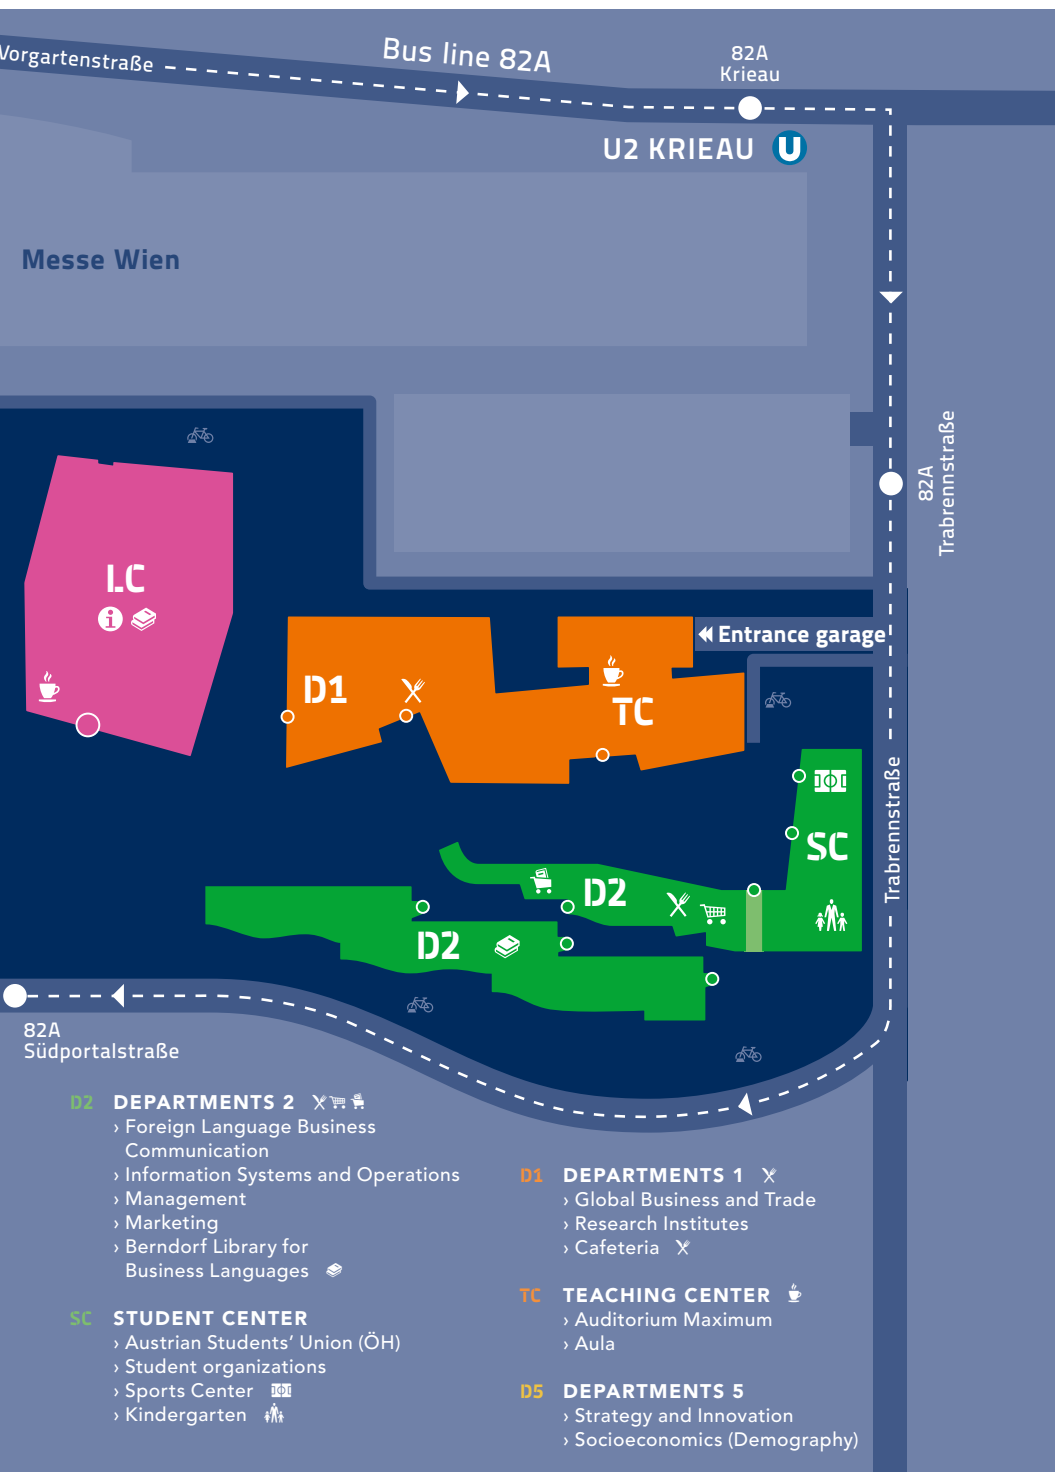 Vorgartenstraße
Bus line 82A
82A
Krieau
U2 KRIEAU U
Messe Wien
82A
Trabrennstraße
LC
i
Entrance garage
D1
TC
Trabrennstraße
SC
D2
D2
82A
Südportalstraße
D2 DEPARTMENTS 2
› Foreign Language Business
Communication
› Information Systems and Operations
› Management
› Marketing
› Berndorf Library for
Business Languages
SC STUDENT CENTER
› Austrian Students' Union (ÖH)
› Student organizations
› Sports Center
› Kindergarten
D1 DEPARTMENTS 1
› Global Business and Trade
› Research Institutes
› Cafeteria
TC TEACHING CENTER
› Auditorium Maximum
› Aula
D5 DEPARTMENTS 5
› Strategy and Innovation
› Socioeconomics (Demography)